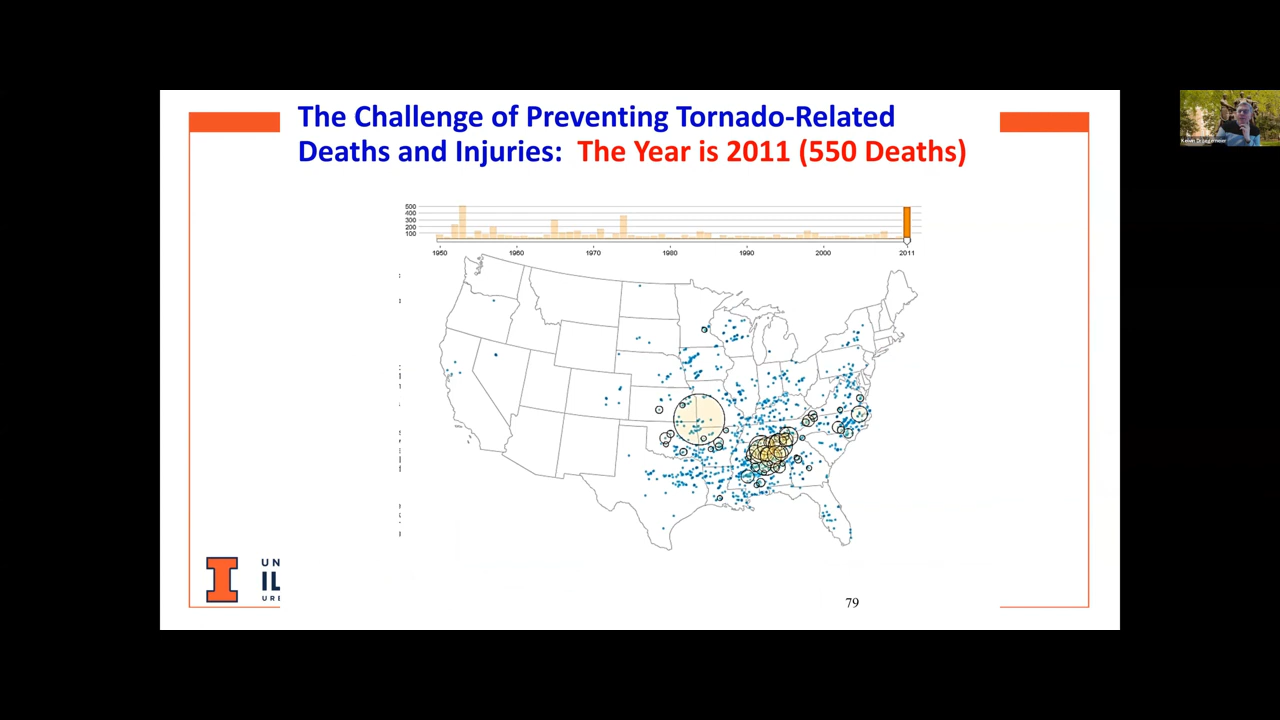 The Challenge of Preventing Tornado-Related
Deaths and Injuries: The Year is 2011 (550 Deaths)
500
400
300
200
100
1950
1960
1970
1980
1990
2000
2011
UN
IL
URE
79